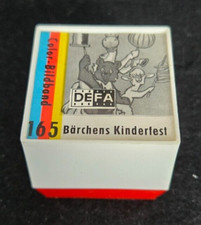 Color-Bildband
DEFA
165 Bärchens Kinderfest